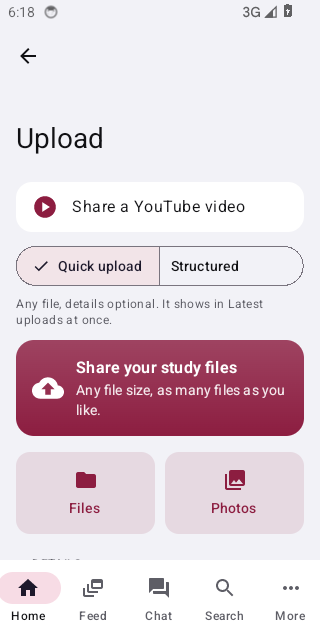 6:18
3G
Upload
Share a YouTube video
Quick upload
Structured
Any file, details optional. It shows in Latest
uploads at once.
Share your study files
Any file size, as many files as you
like.
Files
Photos
Home
Feed
Chat
Search
More